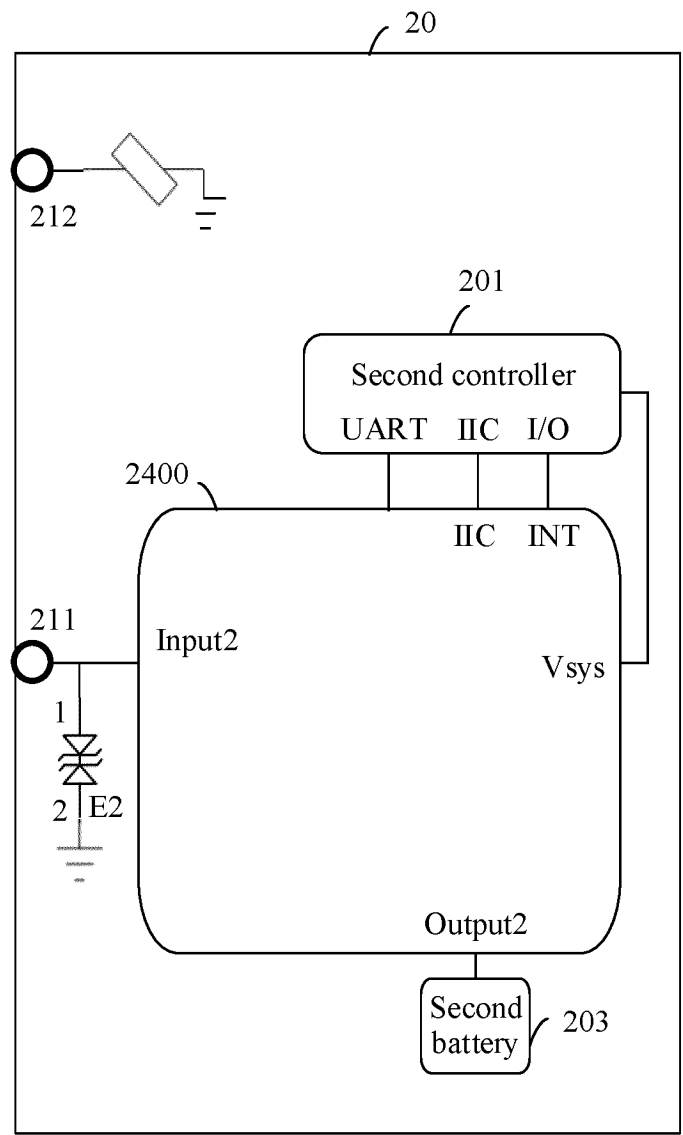 20
212
201
Second controller
UART IIC I/O
2400
IIC INT
211
Input2
Vsys
1
2 E2
Output2
Second
battery
203